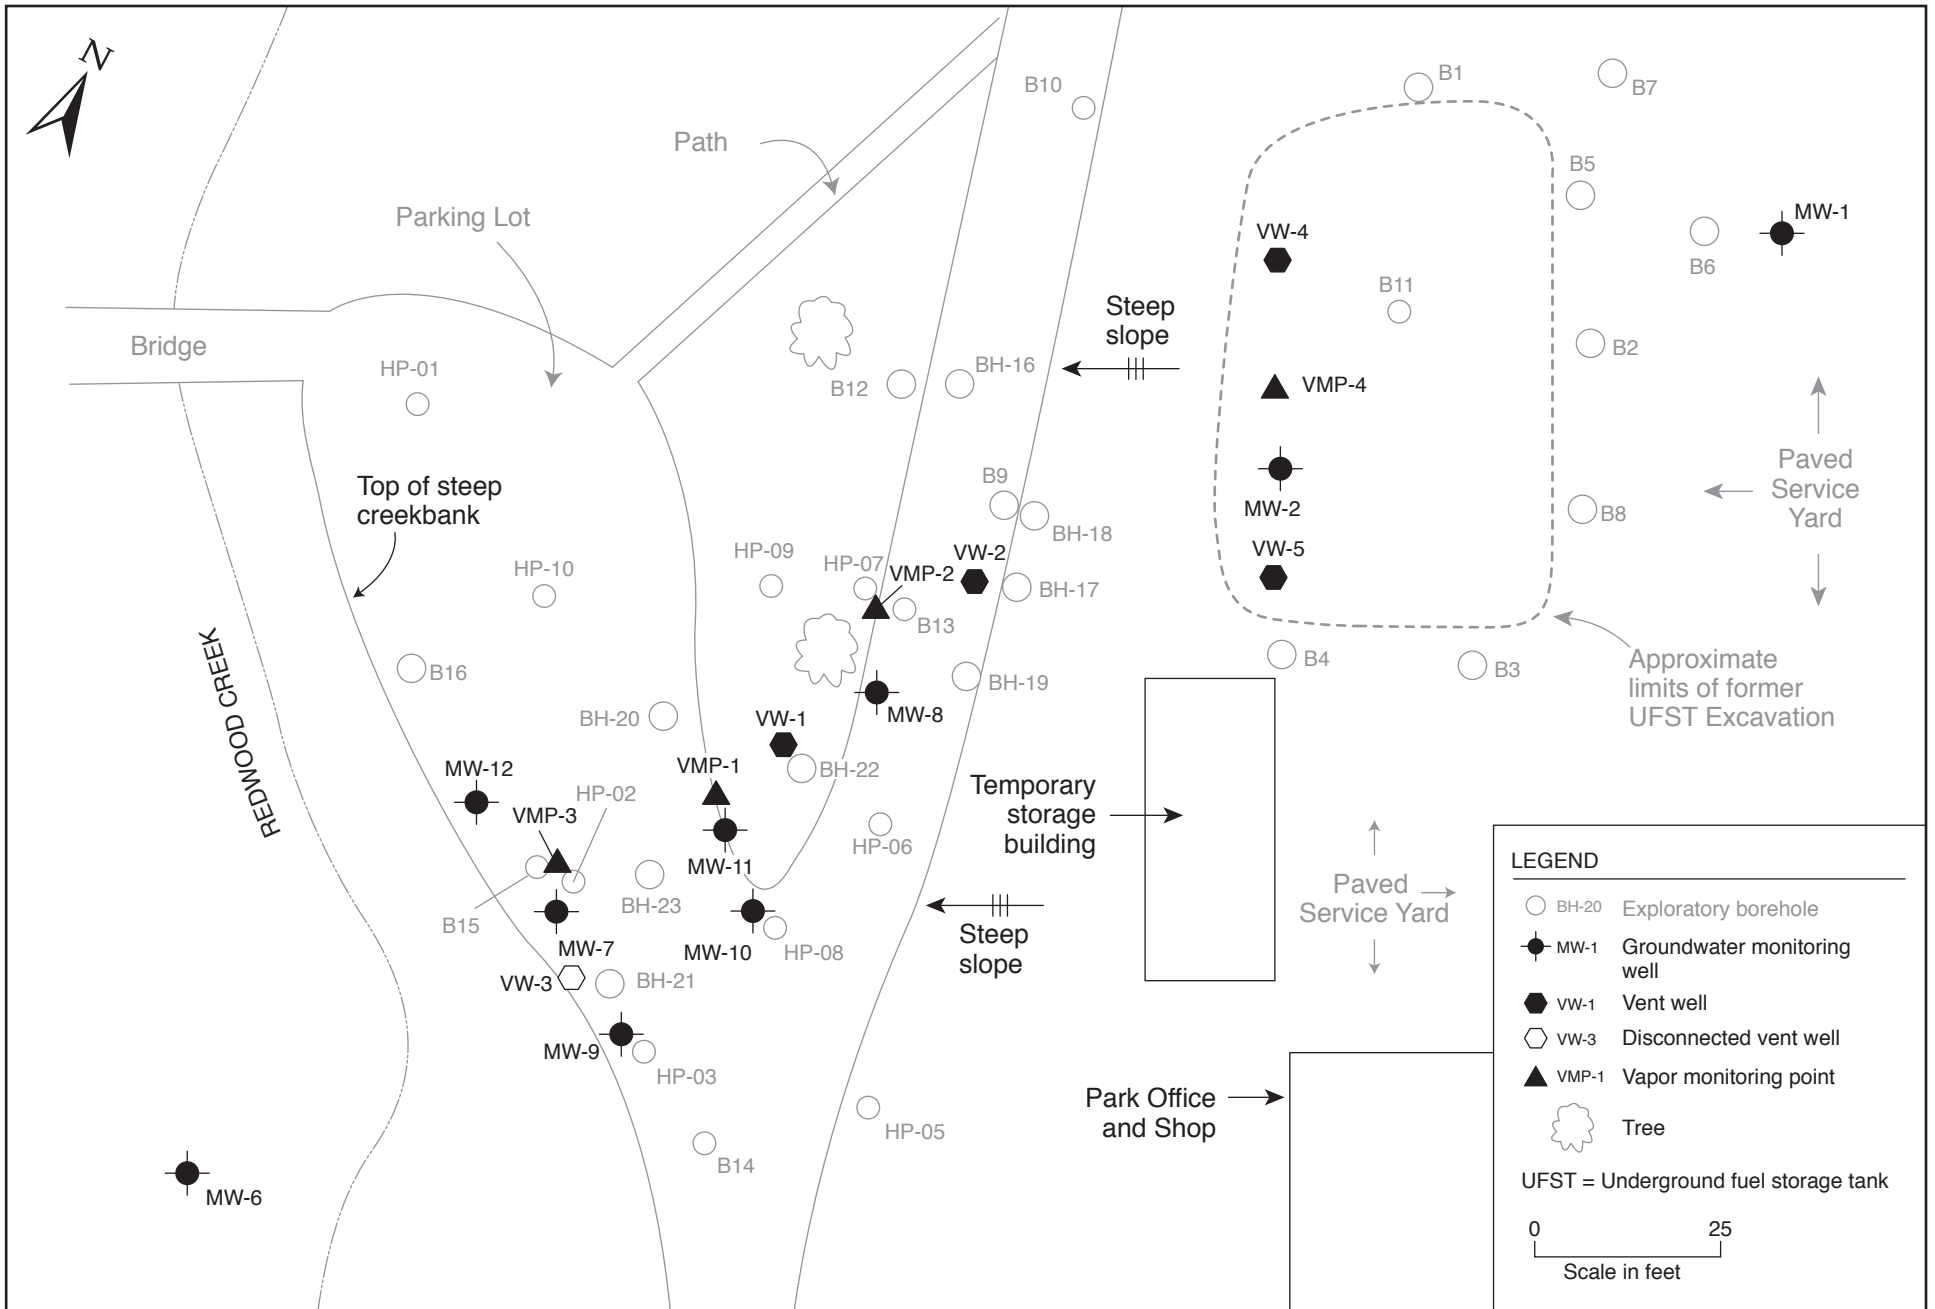 N
B10
B1
B7
Path
B5
Parking Lot
MW-1
VW-4
B6
B11
Steep
slope
Bridge
HP-01
B12
BH-16
VMP-4
B2
Top of steep
creekbank
B9
BH-18
MW-2
B8
Paved
Service
Yard
HP-10
HP-09
HP-07
VMP-2
VW-2
BH-17
VW-5
B13
REDWOOD CREEK
B16
BH-19
B4
B3
Approximate
limits of former
UFST Excavation
BH-20
VW-1
MW-8
MW-12
VMP-1
BH-22
HP-02
VMP-3
Temporary
storage
building
HP-06
MW-11
B15
BH-23
Paved
Service Yard
MW-7
MW-10
HP-08
Steep
slope
VW-3
BH-21
MW-9
HP-03
Park Office
and Shop
HP-05
B14
MW-6
LEGEND
BH-20 Exploratory borehole
MW-1 Groundwater monitoring
well
VW-1 Vent well
VW-3 Disconnected vent well
VMP-1 Vapor monitoring point
Tree
UFST = Underground fuel storage tank
0 25
Scale in feet